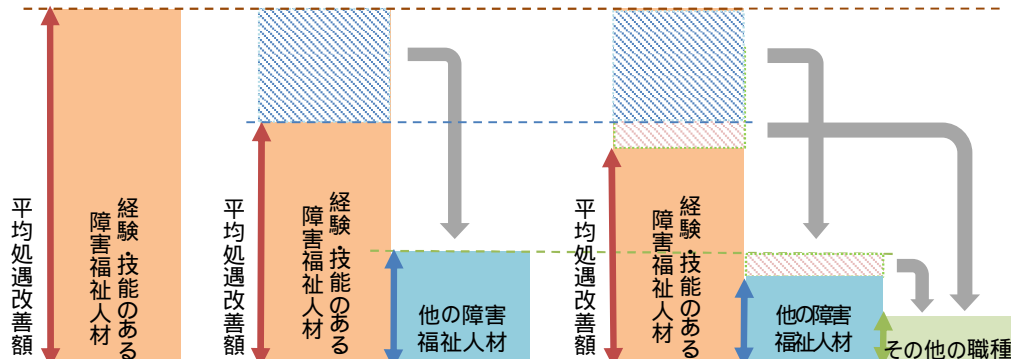 平均処遇改善額
経験・技能のある
障害福祉人材
平均処遇改善額
経験・技能のある
障害福祉人材
他の障害
福祉人材
平均処遇改善額
経験・技能のある
障害福祉人材
他の障害
福祉人材
その他の職種